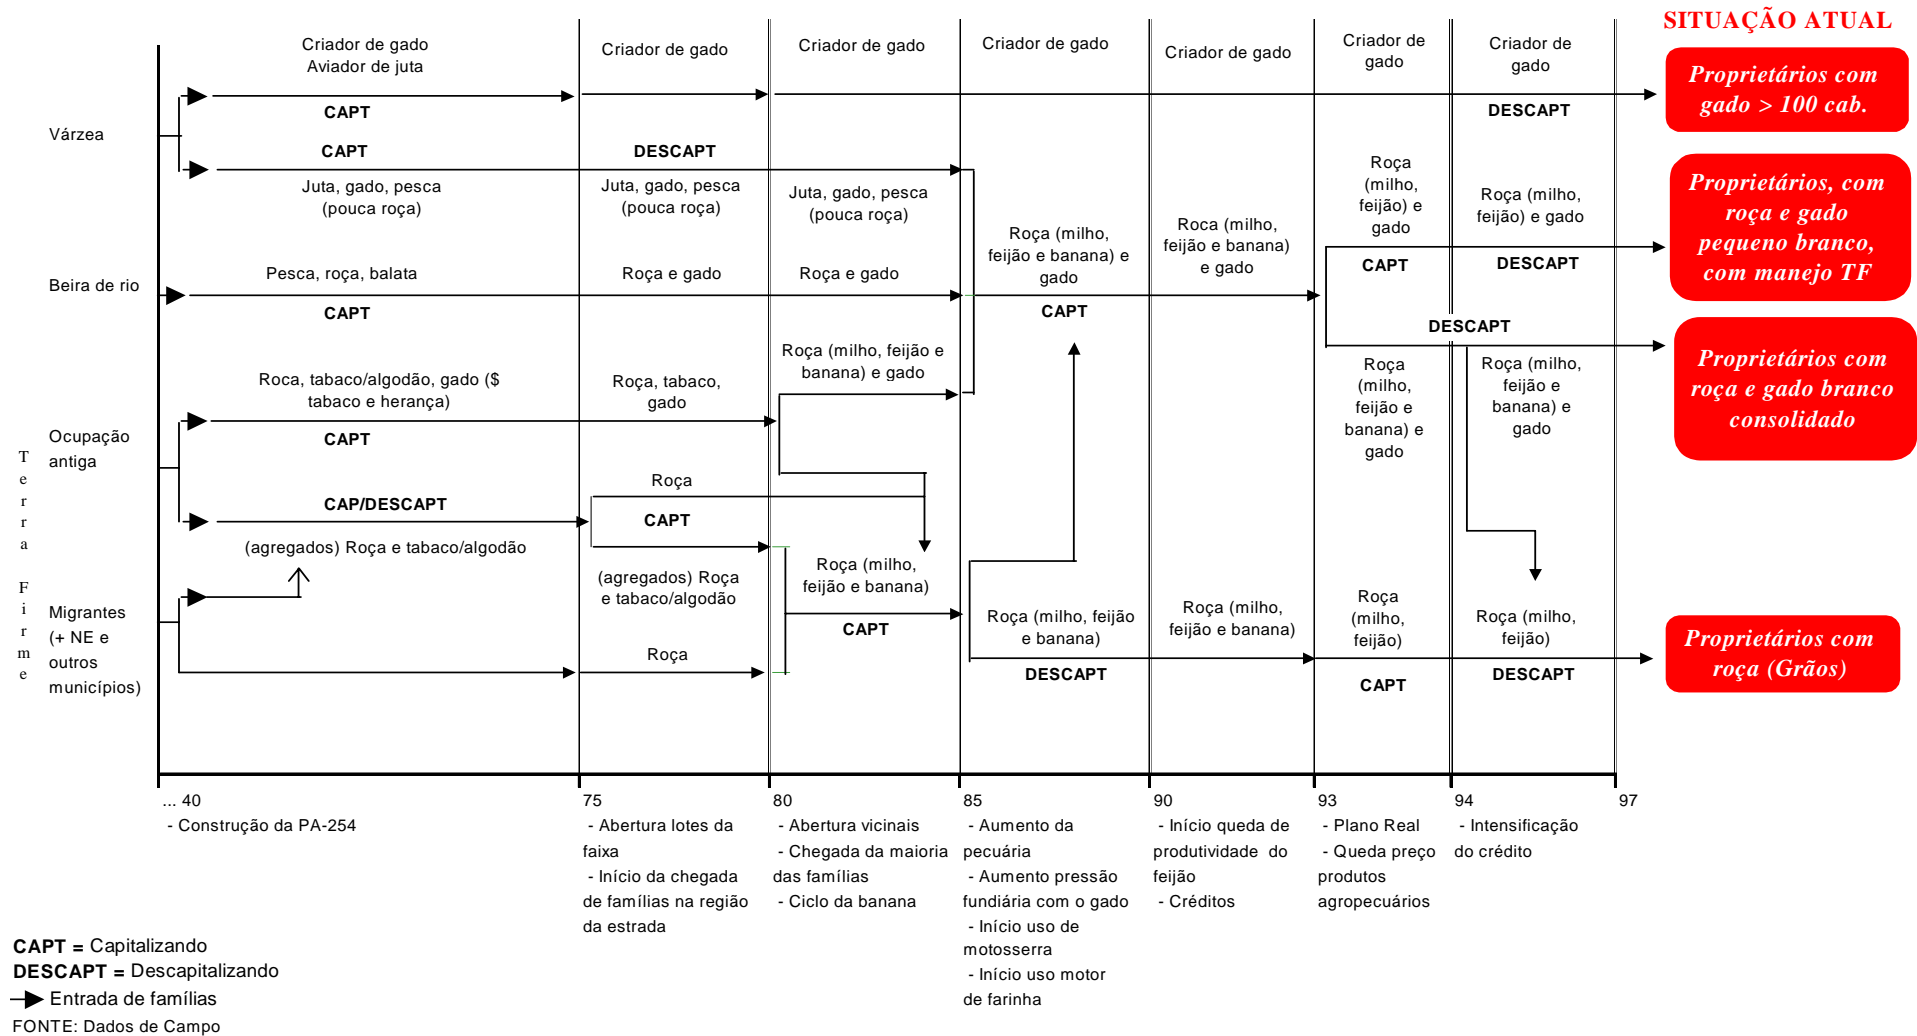 SITUAÇÃO ATUAL
Criador de gado
Aviador de juta
Criador de gado
Criador de gado
Criador de gado
Criador de gado
Criador de
gado
Criador de
gado
Proprietários com
gado > 100 cab.
CAPT
DESCAPT
Várzea
CAPT
DESCAPT
Juta, gado, pesca
(pouca roça)
Juta, gado, pesca
(pouca roça)
Juta, gado, pesca
(pouca roça)
Roça
(milho,
feijão) e
gado
Roça (milho,
feijão) e gado
Proprietários, com
roça e gado
pequeno branco,
com manejo TF
Roça (milho,
feijão e banana) e
gado
Roca (milho,
feijão e banana)
e gado
CAPT
DESCAPT
Beira de rio
Pesca, roça, balata
Roça e gado
Roça e gado
CAPT
CAPT
DESCAPT
Roça (milho, feijão e
banana) e gado
Roça
(milho,
feijão e
banana) e
gado
Roça (milho,
feijão e
banana) e
gado
Proprietários com
roça e gado branco
consolidado
Roca, tabaco/algodão, gado ($
tabaco e herança)
Roça, tabaco,
gado
CAPT
Ocupação
antiga
Terra Firme
Roça
CAP/DESCAPT
CAPT
(agregados) Roça e tabaco/algodão
(agregados) Roça
e tabaco/algodão
Roça (milho,
feijão e banana)
CAPT
Migrantes
(+ NE e
outros
municípios)
Roça
Roça (milho, feijão
e banana)
DESCAPT
Roça (milho,
feijão e banana)
Roça
(milho,
feijão)
CAPT
Roça (milho,
feijão)
DESCAPT
Proprietários com
roça (Grãos)
... 40
- Construção da PA-254
75
- Abertura lotes da
faixa
- Início da chegada
de famílias na região
da estrada
80
- Abertura vicinais
- Chegada da maioria
das famílias
- Ciclo da banana
85
- Aumento da
pecuária
- Aumento pressão
fundiária com o gado
- Início uso de
motosserra
- Início uso motor
de farinha
90
- Início queda de
produtividade do
feijão
- Créditos
93
- Plano Real
- Queda preço
produtos
agropecuários
94
- Intensificação
do crédito
97
CAPT = Capitalizando
DESCAPT = Descapitalizando
Entrada de famílias
FONTE: Dados de Campo